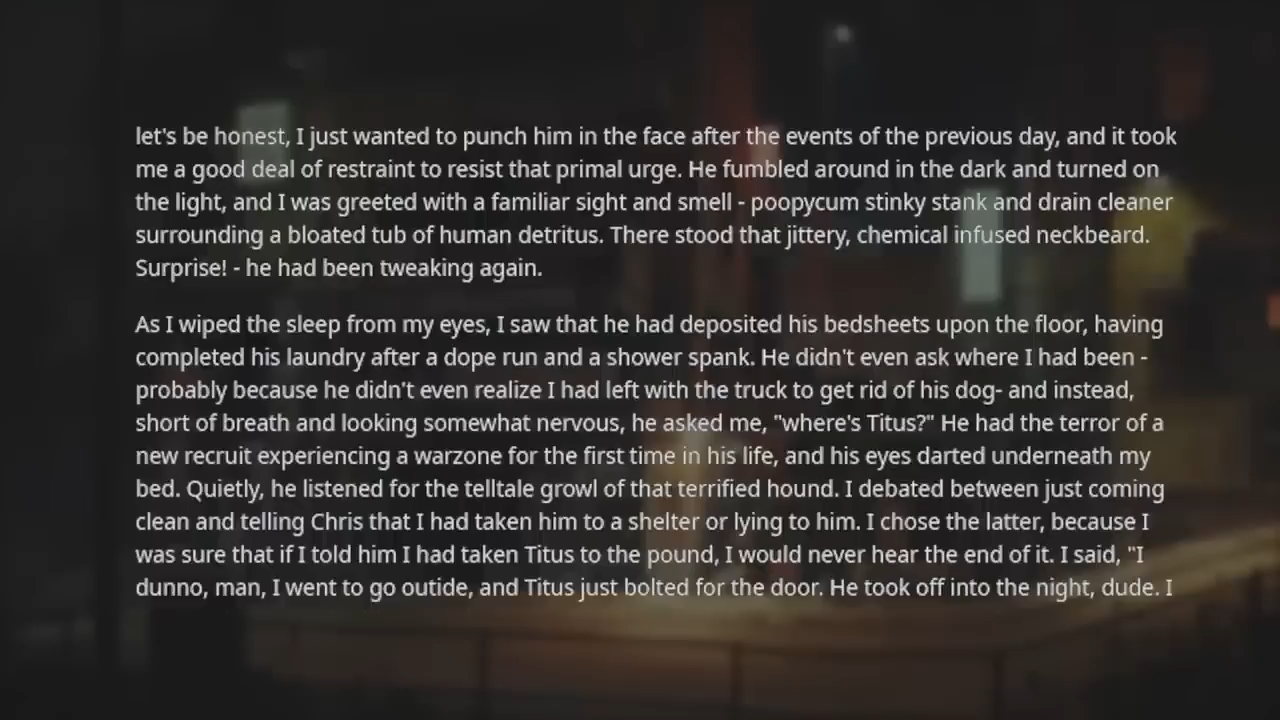 let's be honest, I just wanted to punch him in the face after the events of the previous day, and it took
me a good deal of restraint to resist that primal urge. He fumbled around in the dark and turned on
the light, and I was greeted with a familiar sight and smell - poopycum stinky stank and drain cleaner
surrounding a bloated tub of human detritus. There stood that jittery, chemical infused neckbeard.
Surprise! - he had been tweaking again.
As I wiped the sleep from my eyes, I saw that he had deposited his bedsheets upon the floor, having
completed his laundry after a dope run and a shower spank. He didn't even ask where I had been -
probably because he didn't even realize I had left with the truck to get rid of his dog- and instead,
short of breath and looking somewhat nervous, he asked me, "where's Titus?" He had the terror of a
new recruit experiencing a warzone for the first time in his life, and his eyes darted underneath my
bed. Quietly, he listened for the telltale growl of that terrified hound. I debated between just coming
clean and telling Chris that I had taken him to a shelter or lying to him. I chose the latter, because I
was sure that if I told him I had taken Titus to the pound, I would never hear the end of it. I said, "I
dunno, man, I went to go outide, and Titus just bolted for the door. He took off into the night, dude. I